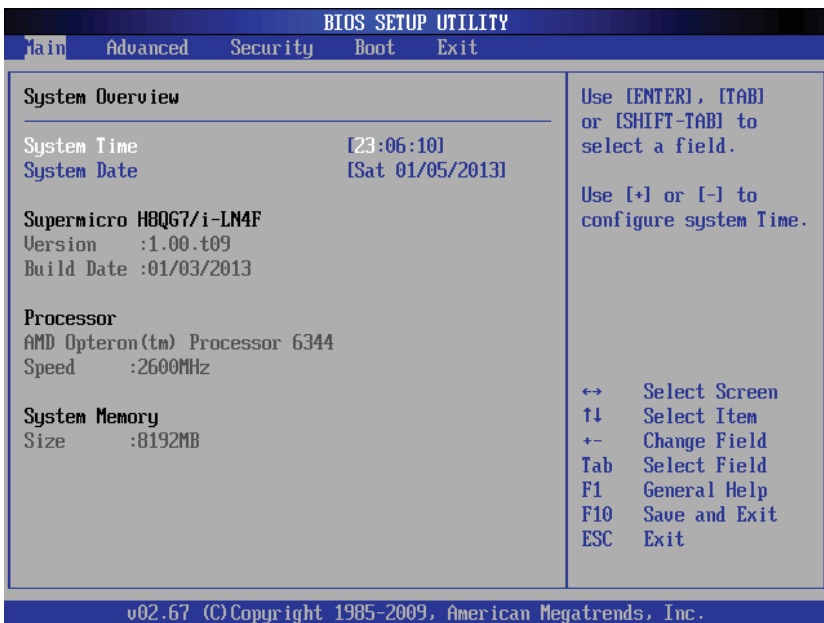 BIOS SETUP UTILITY
Main Advanced Security Boot Exit
System Overview
System Time [23:06:10]
System Date [Sat 01/05/2013]
Supermicro H8QG7/i-LN4F
Version :1.00.t09
Build Date :01/03/2013
Processor
AMD Opteron(tm) Processor 6344
Speed :2600MHz
System Memory
Size :8192MB
Use [ENTER], [TAB]
or [SHIFT-TAB] to
select a field.
Use [+] or [-] to
configure system Time.
↔ Select Screen
↑↓ Select Item
+- Change Field
Tab Select Field
F1 General Help
F10 Save and Exit
ESC Exit
v02.67 (C)Copyright 1985-2009, American Megatrends, Inc.